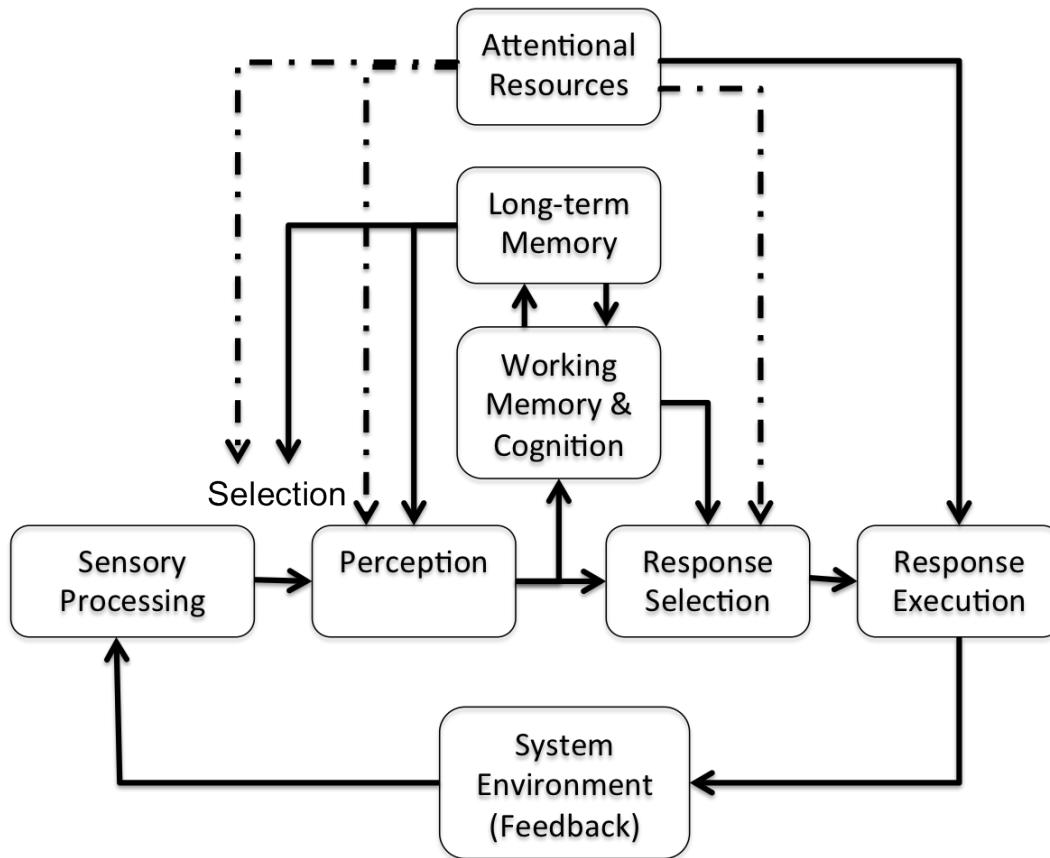 Attentional
Resources
Long-term
Memory
Working
Memory &
Cognition
Selection
Sensory
Processing
Perception
Response
Selection
Response
Execution
System
Environment
(Feedback)